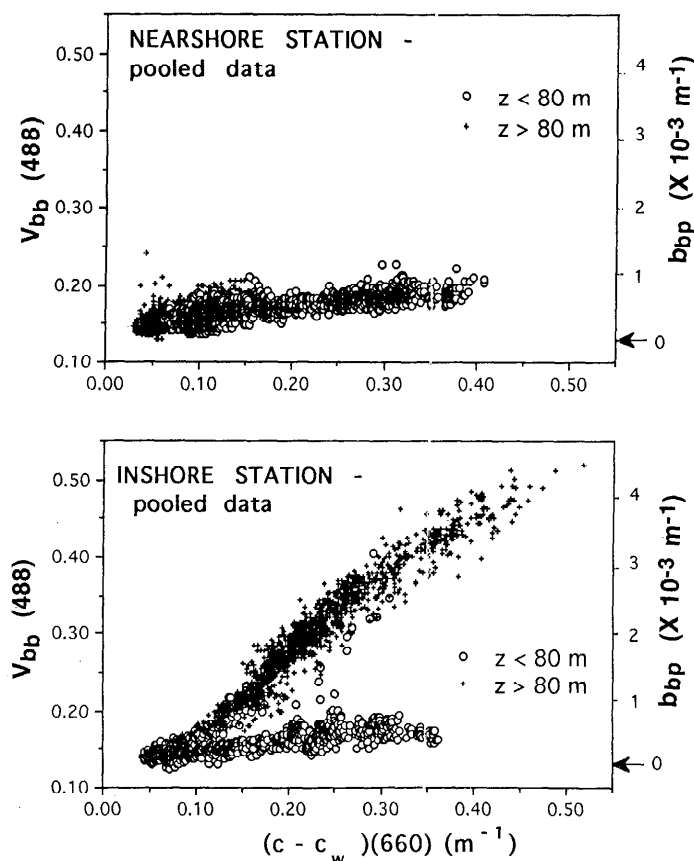 NEARSHORE STATION -
pooled data
o z < 80 m
+ z > 80 m
V_bb (488)
0.50
0.40
0.30
0.20
0.10
b_bp (X 10^-3 m^-1)
4
3
2
1
0
0.00 0.10 0.20 0.30 0.40 0.50
INSHORE STATION -
pooled data
o z < 80 m
+ z > 80 m
V_bb (488)
0.50
0.40
0.30
0.20
0.10
b_bp (X 10^-3 m^-1)
4
3
2
1
0
0.00 0.10 0.20 0.30 0.40 0.50
(c - c_w)(660) (m^-1)